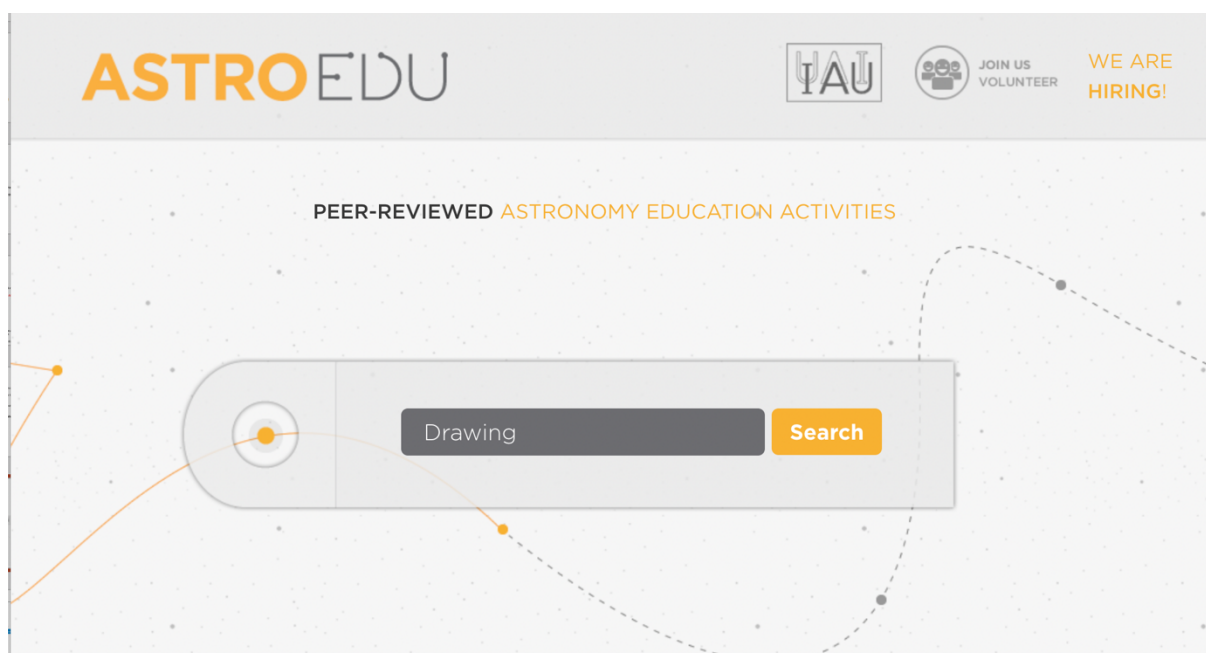 ASTROEDU
IAU
JOIN US
VOLUNTEER
WE ARE
HIRING!
PEER-REVIEWED ASTRONOMY EDUCATION ACTIVITIES
Drawing
Search